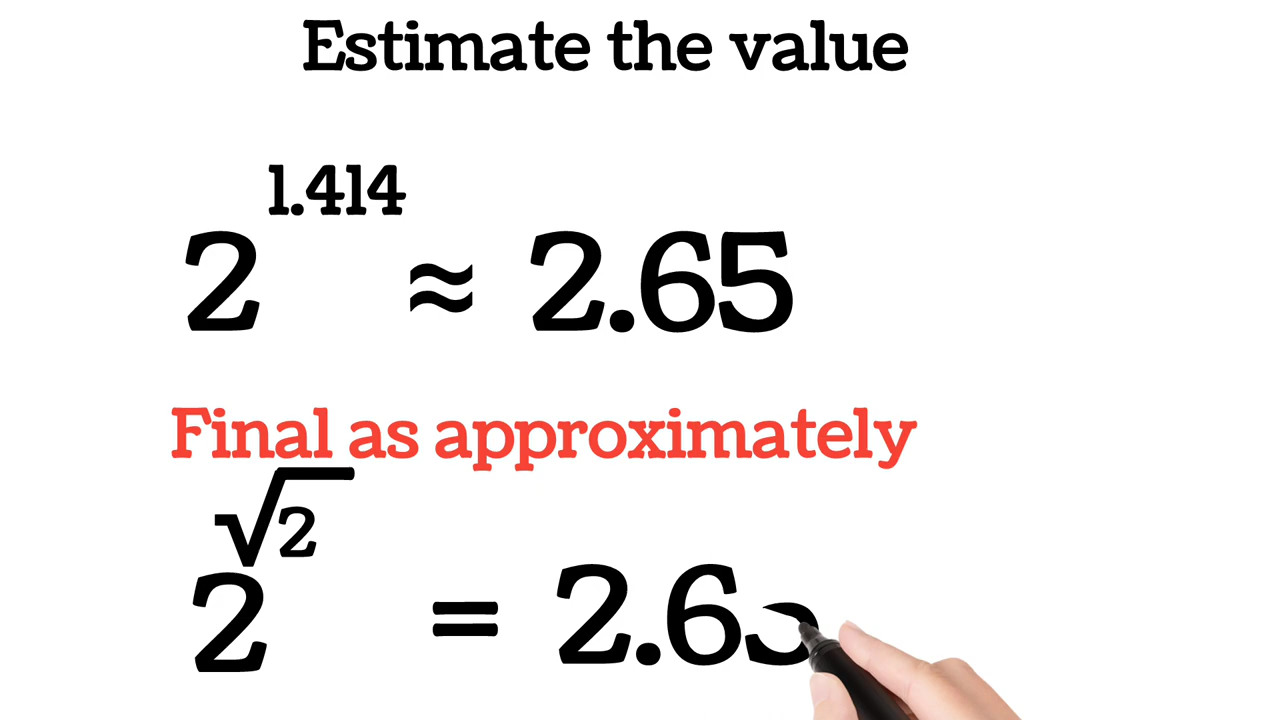 Estimate the value
2^1.414 ≈ 2.65
Final as approximately
2^√2 = 2.6